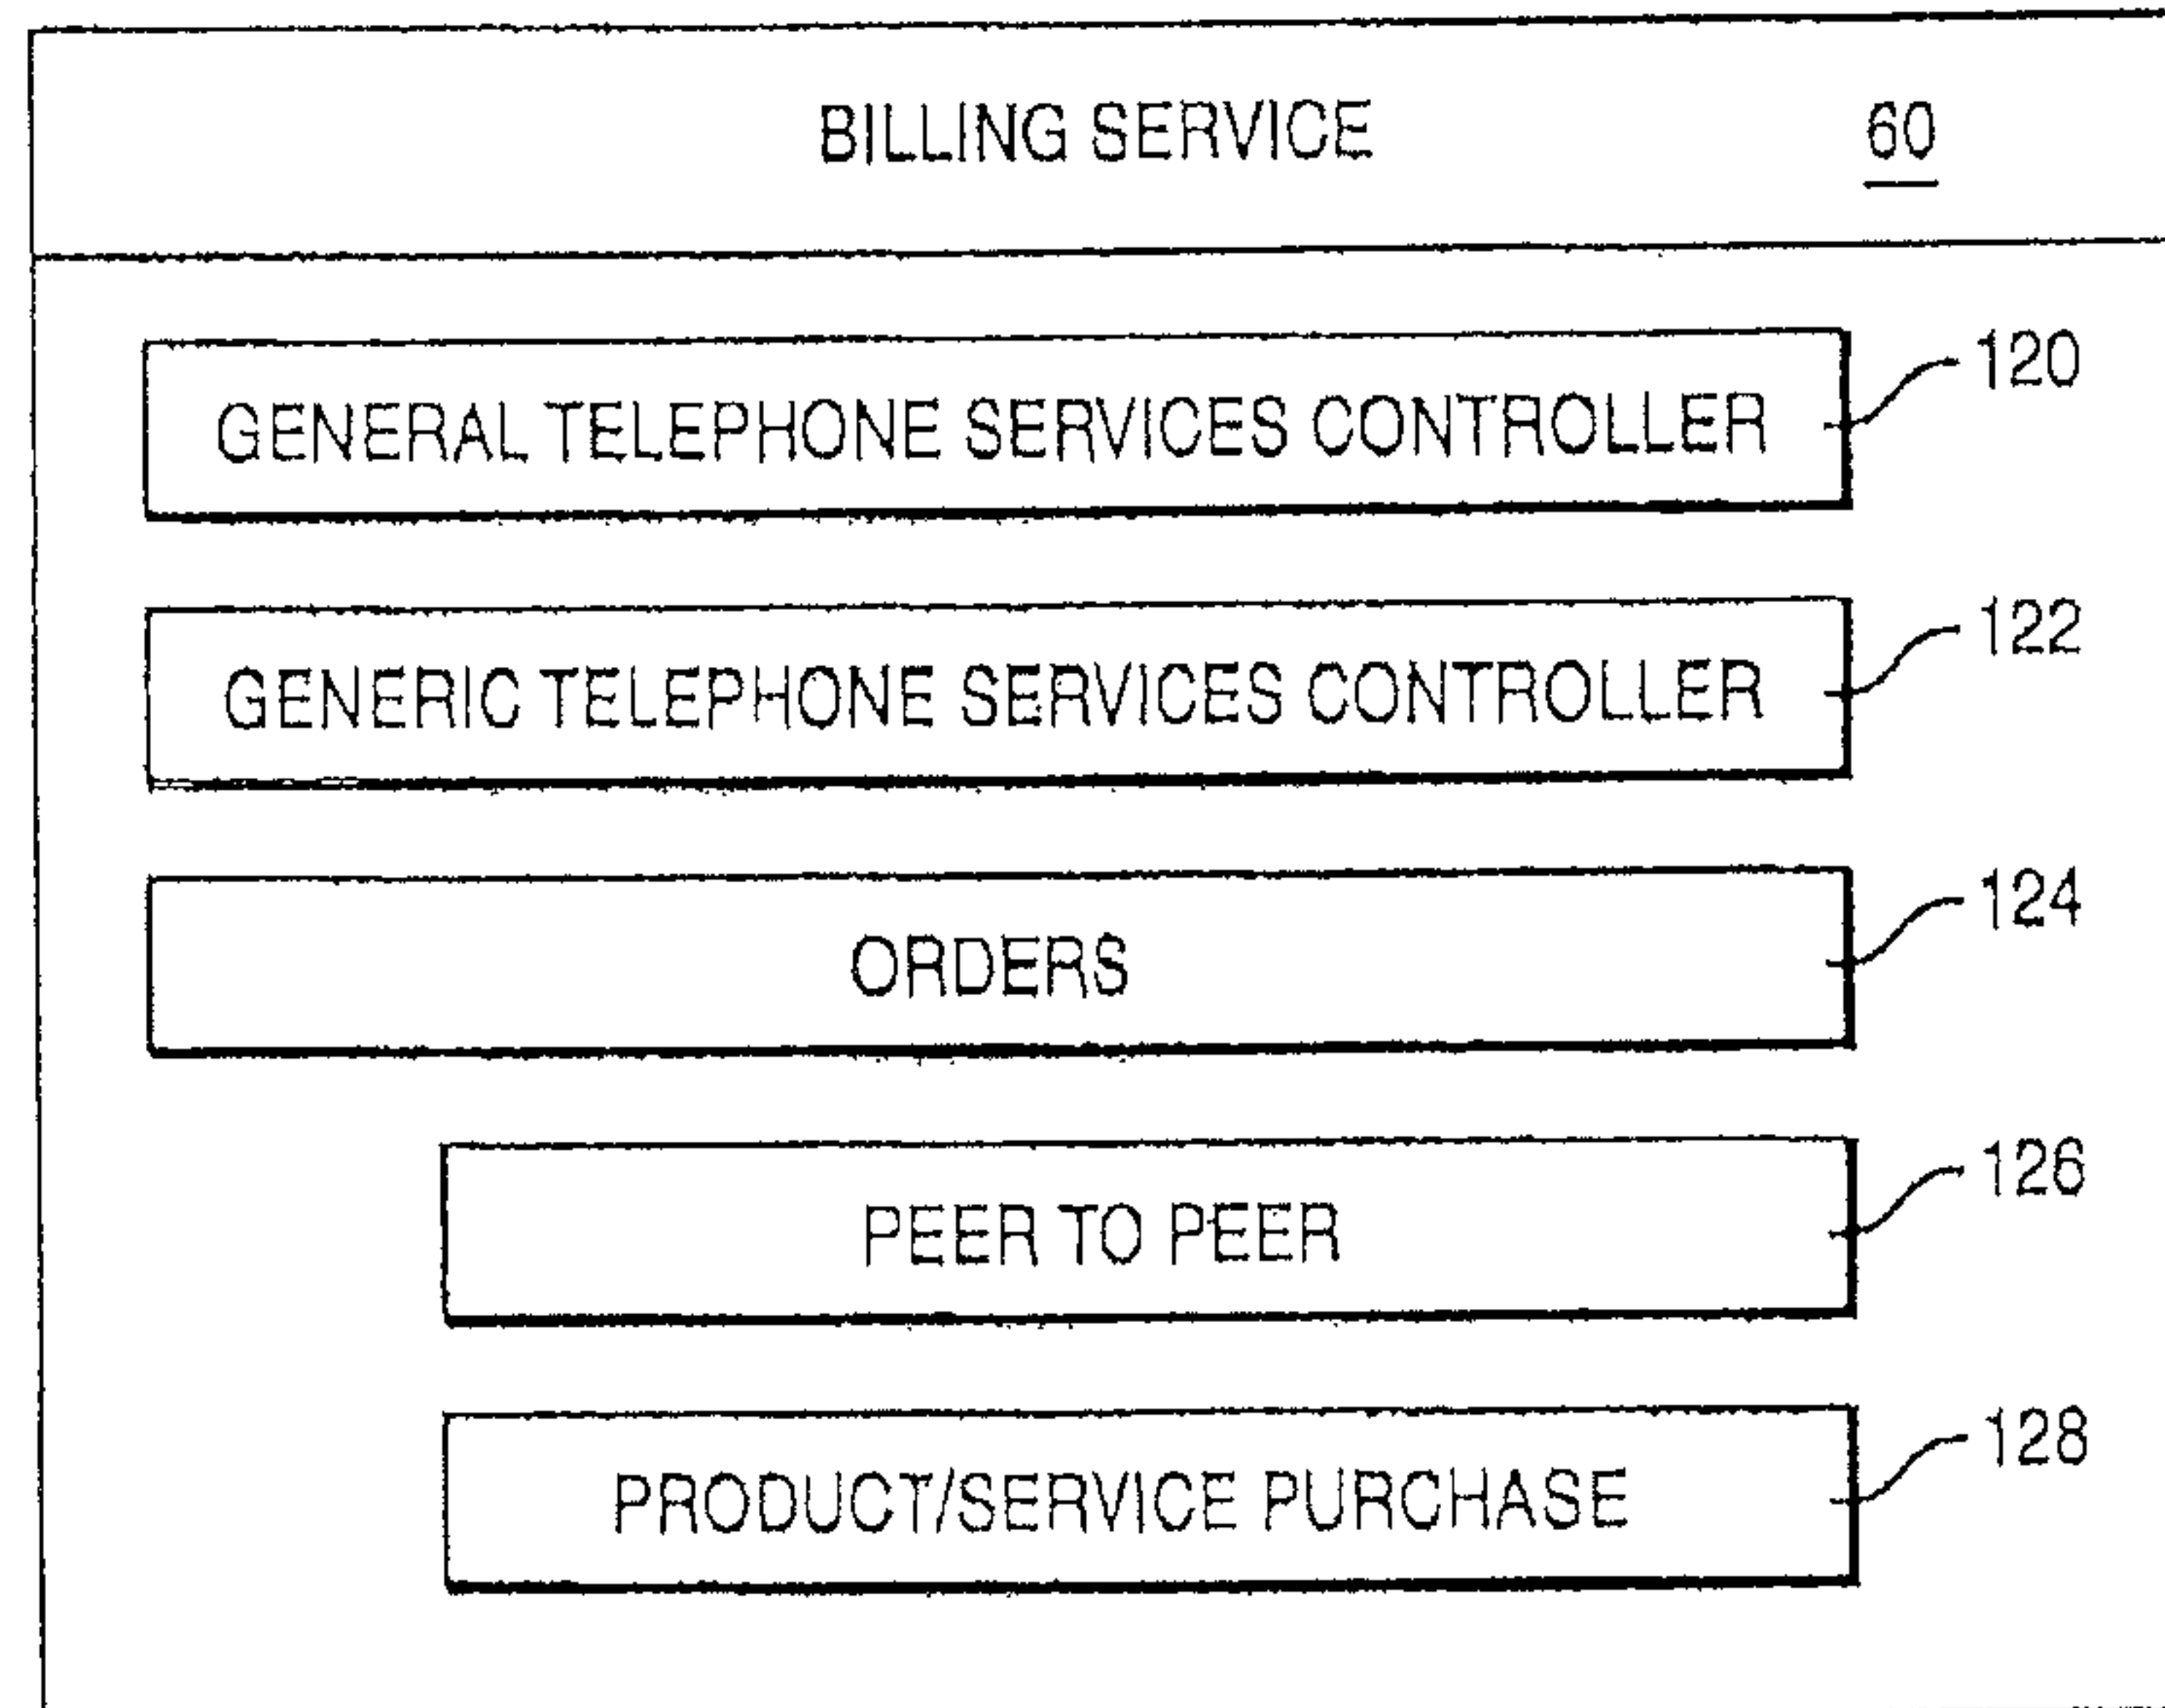 BILLING SERVICE 60
GENERAL TELEPHONE SERVICES CONTROLLER 120
GENERIC TELEPHONE SERVICES CONTROLLER 122
ORDERS 124
PEER TO PEER 126
PRODUCT/SERVICE PURCHASE 128